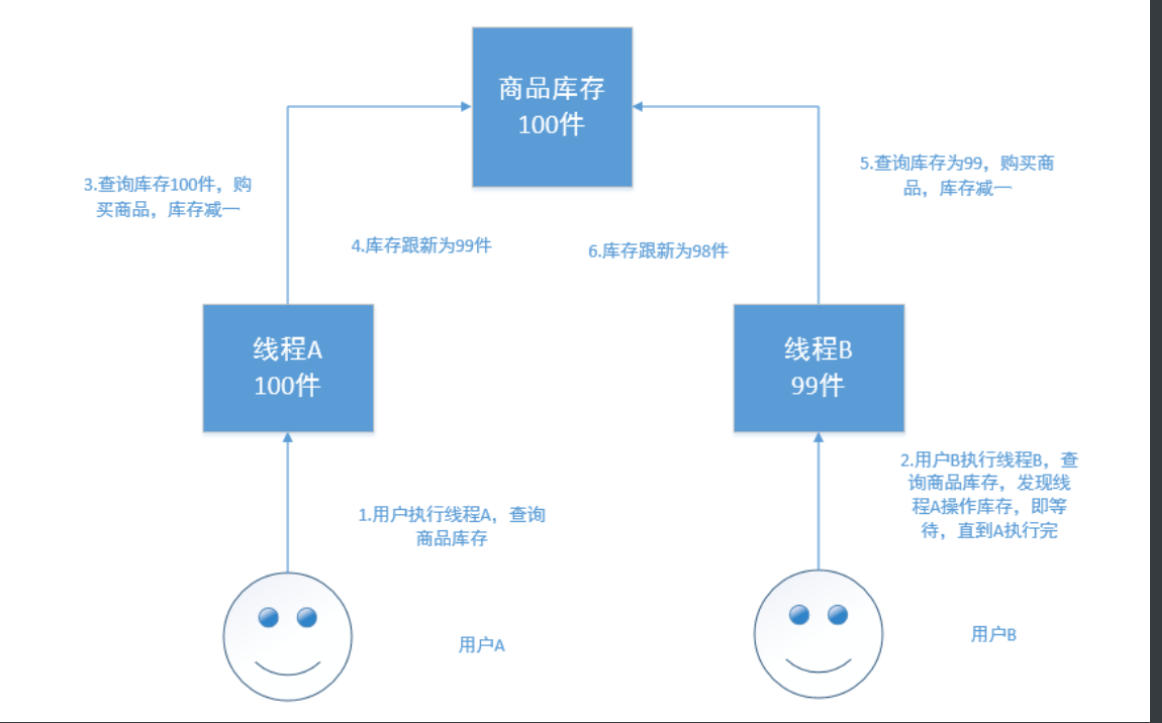 商品库存
100件
3.查询库存100件，购
买商品，库存减一
5.查询库存为99，购买商
品，库存减一
4.库存跟新为99件
6.库存跟新为98件
线程A
100件
线程B
99件
1.用户执行线程A，查询
商品库存
2.用户B执行线程B，查
询商品库存，发现线
程A操作库存，即等
待，直到A执行完
用户A
用户B